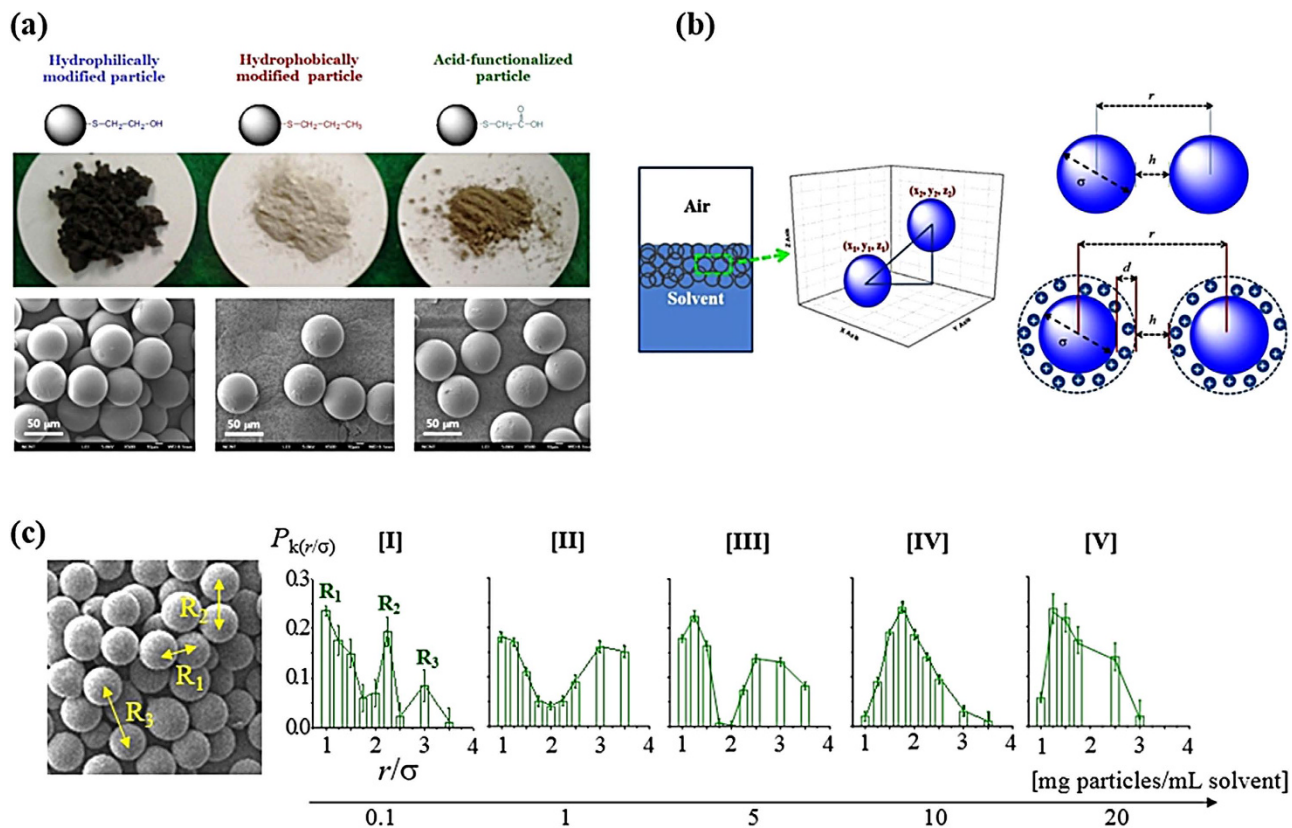 (a)
Hydrophilically
modified particle
Hydrophobically
modified particle
Acid-functionalized
particle
S-CH₂-CH₂-OH
S-CH₂-CH₂-CH₃
S-CH₂-C-OH
O
50 μm
50 μm
50 μm
(b)
Air
Solvent
(x₂, y₂, z₂)
(x₁, y₁, z₁)
Z Axis
X Axis
Y Axis
r
h
σ
r
d
h
σ
(c)
R₂
R₁
R₃
Pk(r/σ)
[I]
[II]
[III]
[IV]
[V]
0.3
0.2
0.1
0.0
R₁
R₂
R₃
1 2 3 4
1 2 3 4
1 2 3 4
1 2 3 4
1 2 3 4
r/σ
[mg particles/mL solvent]
0.1 1 5 10 20